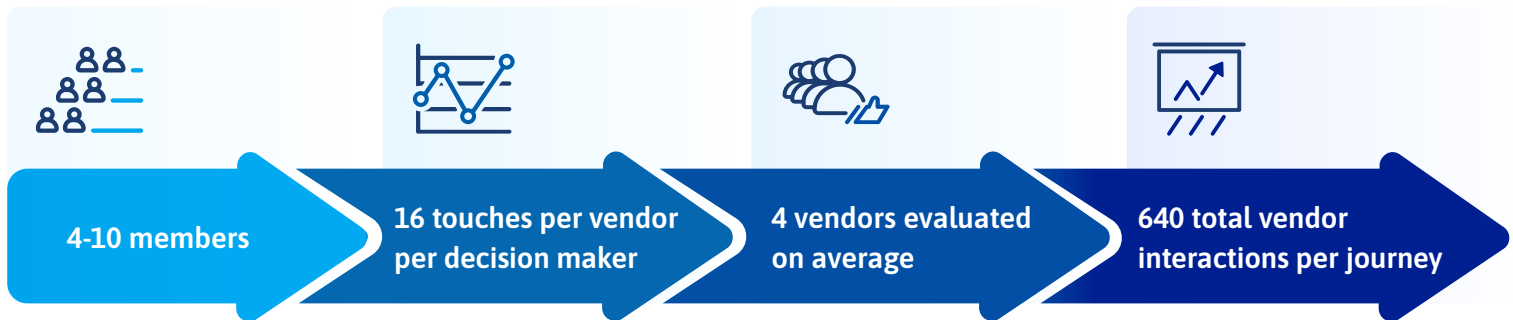 4-10 members
16 touches per vendor
per decision maker
4 vendors evaluated
on average
640 total vendor
interactions per journey